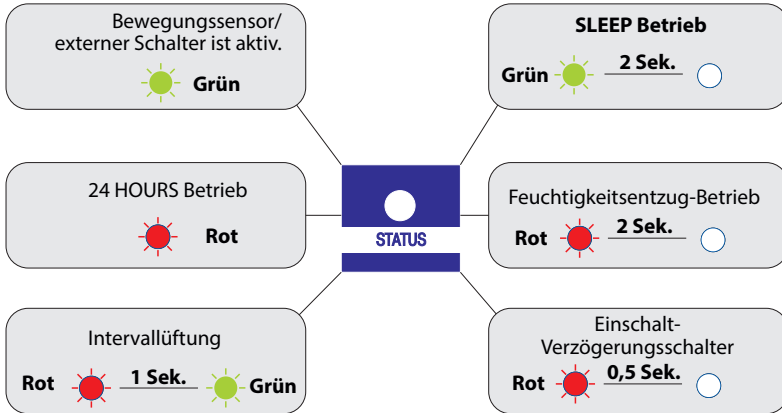 Bewegungssensor/
externer Schalter ist aktiv.
Grün
SLEEP Betrieb
Grün 2 Sek.
24 HOURS Betrieb
Rot
STATUS
Feuchtigkeitsentzug-Betrieb
Rot 2 Sek.
Intervallüftung
Rot 1 Sek. Grün
Einschalt-
Verzögerungsschalter
Rot 0,5 Sek.